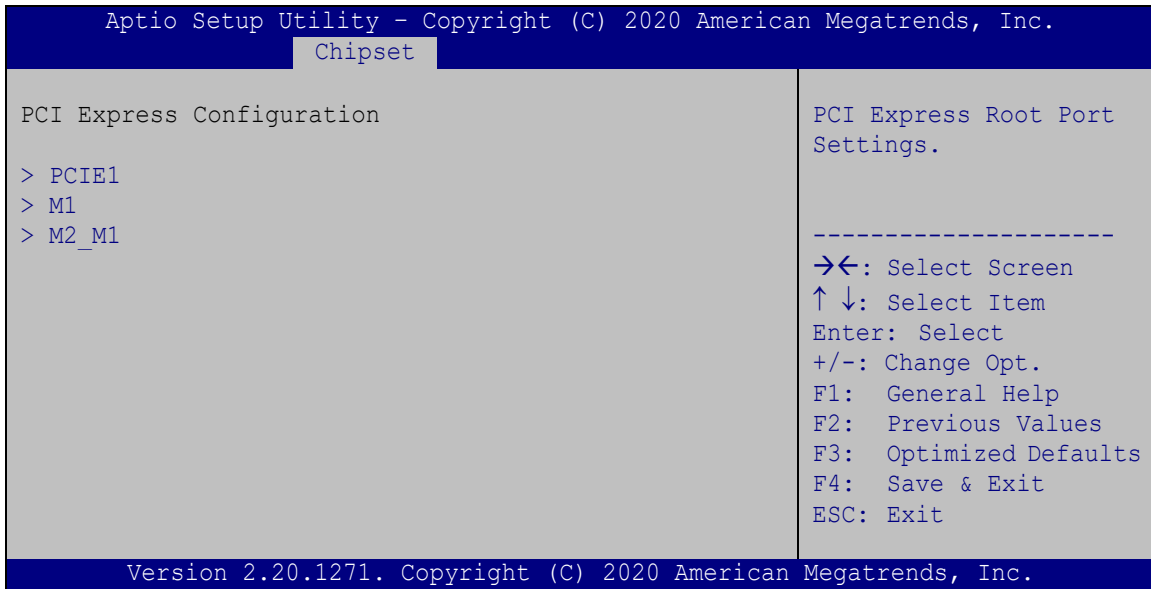 Aptio Setup Utility – Copyright (C) 2020 American Megatrends, Inc.
Chipset
PCI Express Configuration
> PCIE1
> M1
> M2_M1
PCI Express Root Port
Settings.
---------------------
→←: Select Screen
↑ ↓: Select Item
Enter: Select
+/-: Change Opt.
F1: General Help
F2: Previous Values
F3: Optimized Defaults
F4: Save & Exit
ESC: Exit
Version 2.20.1271. Copyright (C) 2020 American Megatrends, Inc.